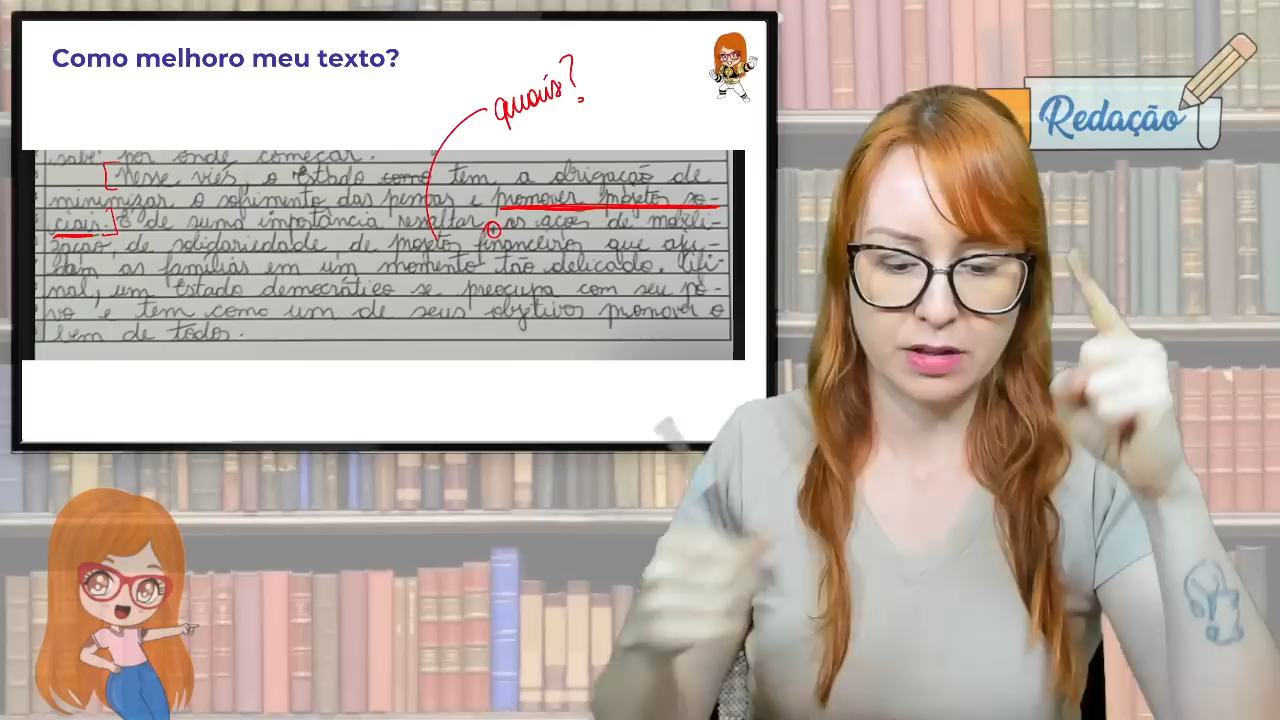 Como melhoro meu texto?
quais?
Redação
sabe por onde começar.
Nesse viés, o Estado como tem a obrigação de
minimizar o sofrimento das pessoas e promover projetos so-
ciais. É de suma importância ressaltar, as ações de mobili-
zação, de solidariedade de projetos financeiros que aju-
dam as famílias em um momento tão delicado. Afi-
nal, um Estado democrático se preocupa com seu po-
vo e tem como um de seus objetivos promover o
bem de todos.